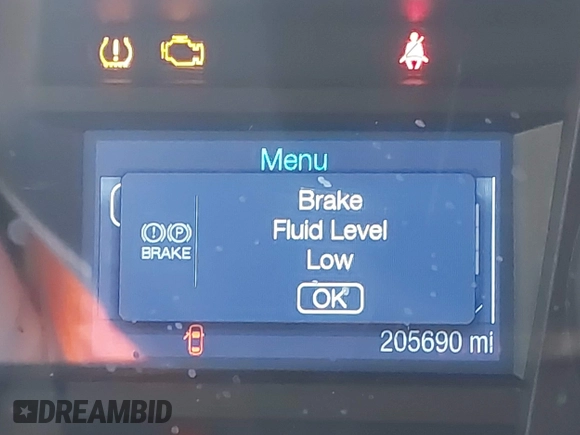 Menu
Brake
Fluid Level
Low
(!) (P)
BRAKE
OK
205690 mi
DREAMBID